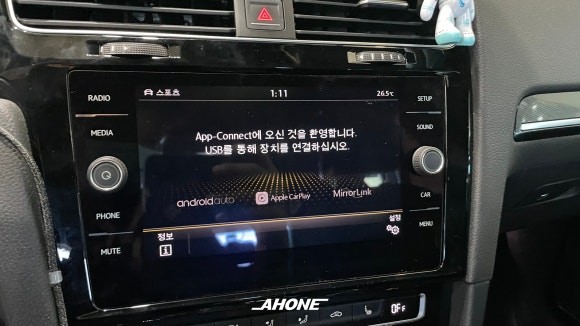 스포츠
1:11
26.5℃
RADIO
SETUP
MEDIA
SOUND
App-Connect에 오신 것을 환영합니다.
USB를 통해 장치를 연결하십시오.
androidauto
Apple CarPlay
MirrorLink
CAR
PHONE
MENU
MUTE
정보
설정
AHONE
OFF